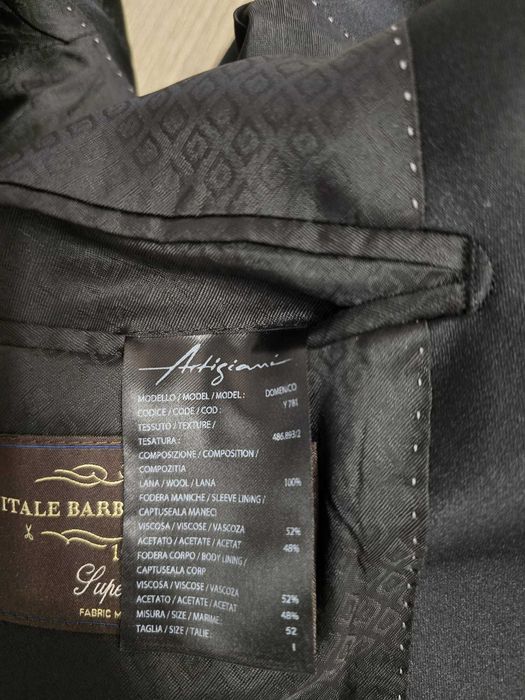 Artigiani
MODELLO / MODEL / MODEL : DOMENICO
CODICE / CODE / COD : Y 781
TESSUTO / TEXTURE /
TESATURA : 486.893/2
COMPOSIZIONE / COMPOSITION /
COMPOZITIA
LANA / WOOL / LANA 100%
FODERA MANICHE / SLEEVE LINING /
CAPTUSEALA MANECI
VISCOSA / VISCOSE / VASCOZA 52%
ACETATO / ACETATE / ACETAT 48%
FODERA CORPO / BODY LINING /
CAPTUSEALA CORP
VISCOSA / VISCOSE / VASCOZA
ACETATO / ACETATE / ACETAT 52%
MISURA / SIZE / MARIME : 48%
TAGLIA / SIZE / TALIE : 52
I
ITALE BARB
1
Supe
FABRIC M